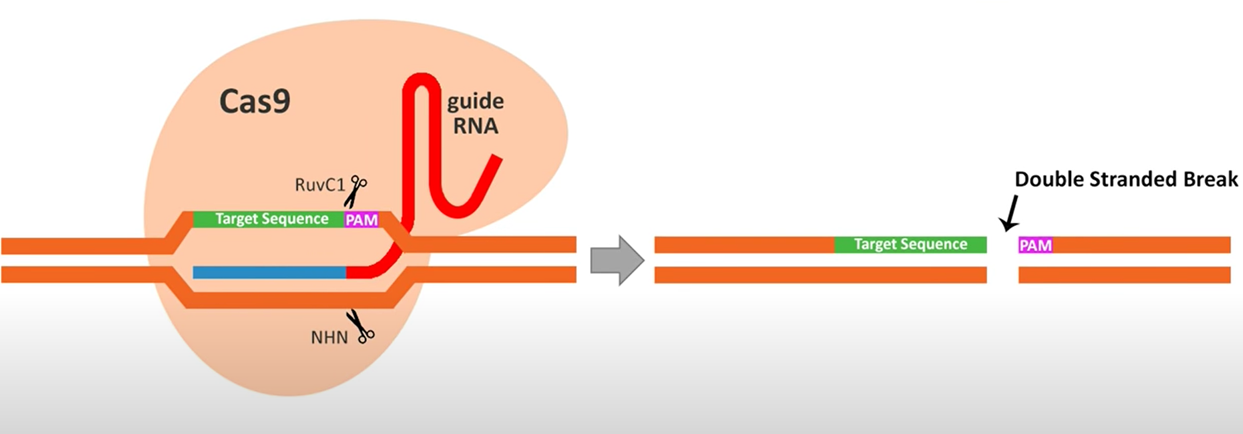 Cas9
guide
RNA
RuvC1
Target Sequence
PAM
NHN
Double Stranded Break
Target Sequence
PAM